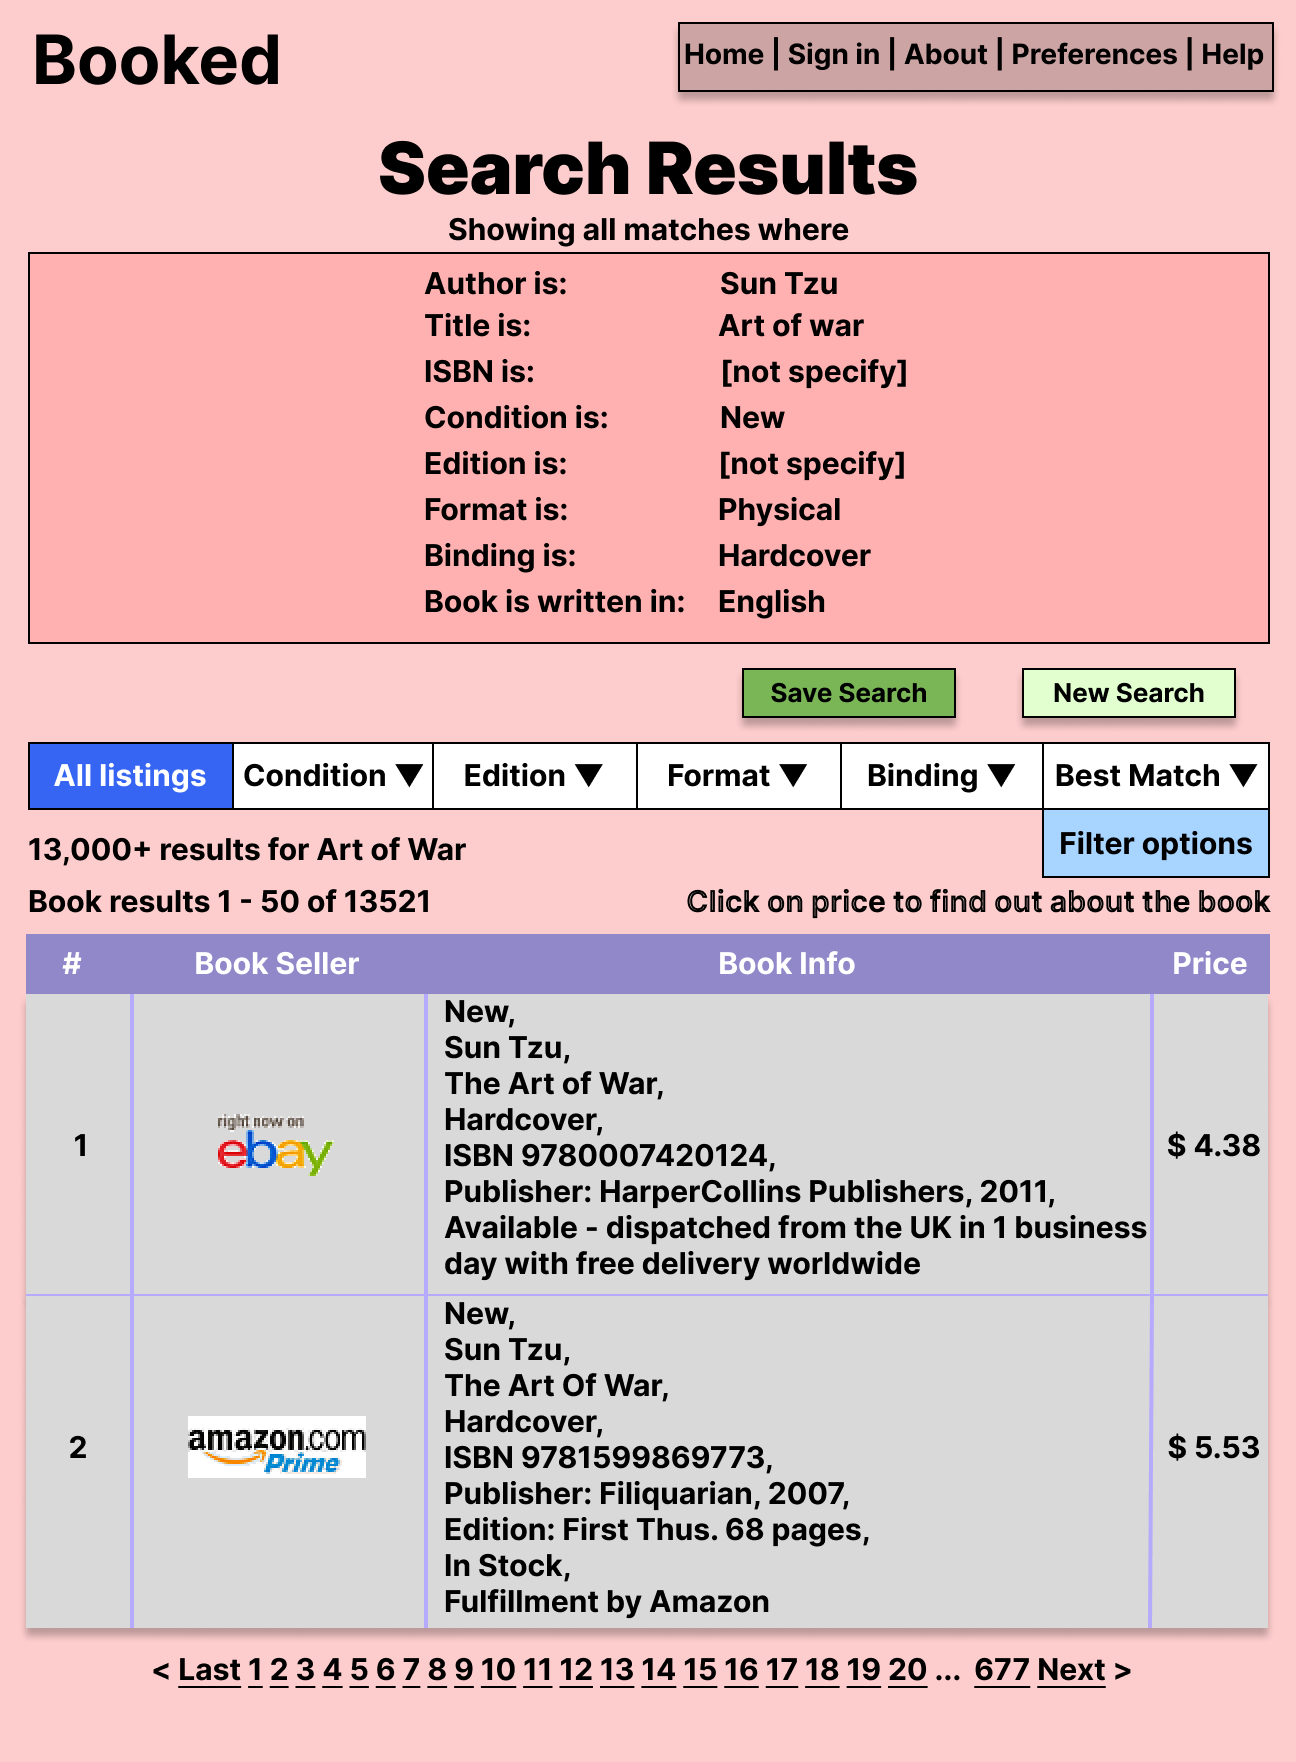 Booked
Home | Sign in | About | Preferences | Help
Search Results
Showing all matches where
Author is: Sun Tzu
Title is: Art of war
ISBN is: [not specify]
Condition is: New
Edition is: [not specify]
Format is: Physical
Binding is: Hardcover
Book is written in: English
Save Search New Search
All listings Condition ▼ Edition ▼ Format ▼ Binding ▼ Best Match ▼
Filter options
13,000+ results for Art of War
Book results 1 - 50 of 13521 Click on price to find out about the book
# Book Seller Book Info Price
1
right now on
ebay
New,
Sun Tzu,
The Art of War,
Hardcover,
ISBN 9780007420124,
Publisher: HarperCollins Publishers, 2011,
Available - dispatched from the UK in 1 business
day with free delivery worldwide
$ 4.38
2
amazon.com
Prime
New,
Sun Tzu,
The Art Of War,
Hardcover,
ISBN 9781599869773,
Publisher: Filiquarian, 2007,
Edition: First Thus. 68 pages,
In Stock,
Fulfillment by Amazon
$ 5.53
< Last 1 2 3 4 5 6 7 8 9 10 11 12 13 14 15 16 17 18 19 20 ... 677 Next >